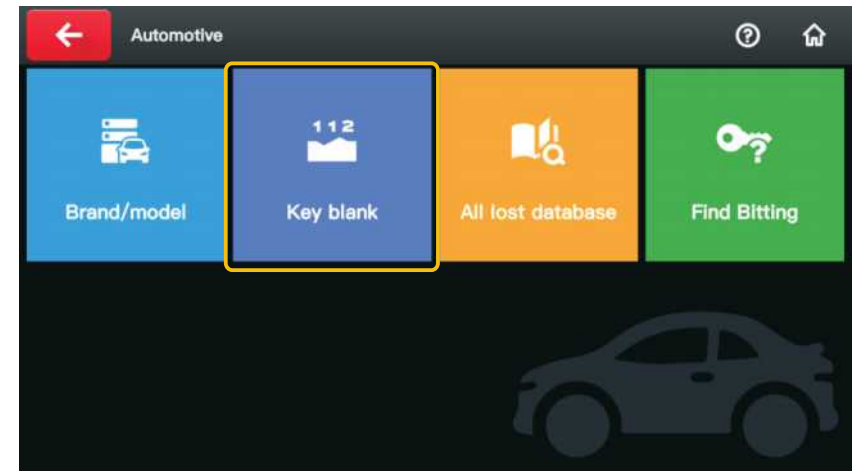 Automotive
?
112
?
Brand/model
Key blank
All lost database
Find Bitting